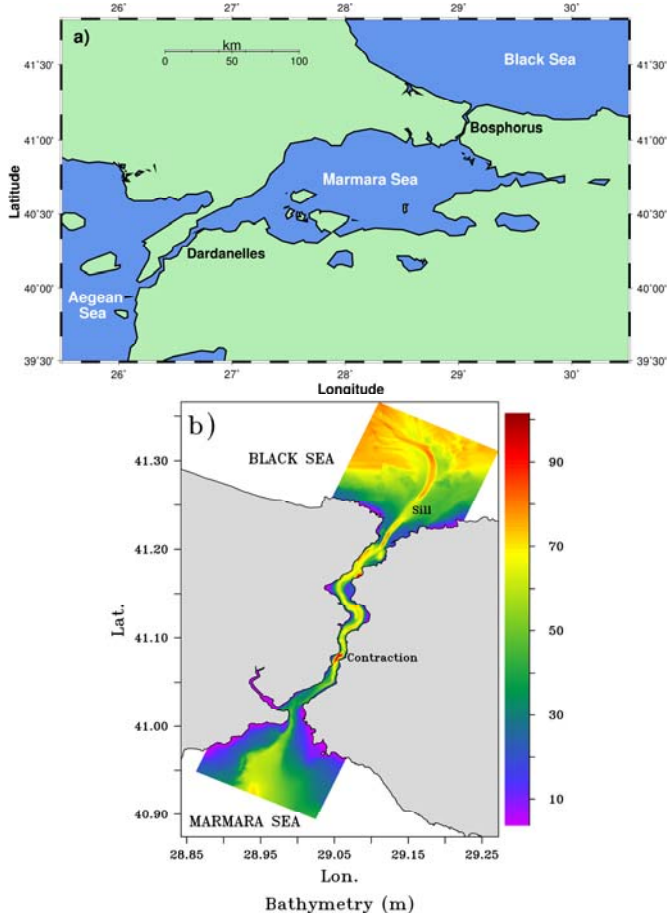 26˚ 27˚ 28˚ 29˚ 30˚
a)
km
0 50 100
41˚30'
41˚00'
40˚30'
40˚00'
39˚30'
Latitude
Black Sea
Bosphorus
Marmara Sea
Dardanelles
Aegean
Sea
41˚30'
41˚00'
40˚30'
40˚00'
39˚30'
26˚ 27˚ 28˚ 29˚ 30˚
Longitude
b)
BLACK SEA
Sill
Contraction
MARMARA SEA
41.30
41.20
41.10
41.00
40.90
Lat.
90
70
50
30
10
28.85 28.95 29.05 29.15 29.25
Lon.
Bathymetry (m)